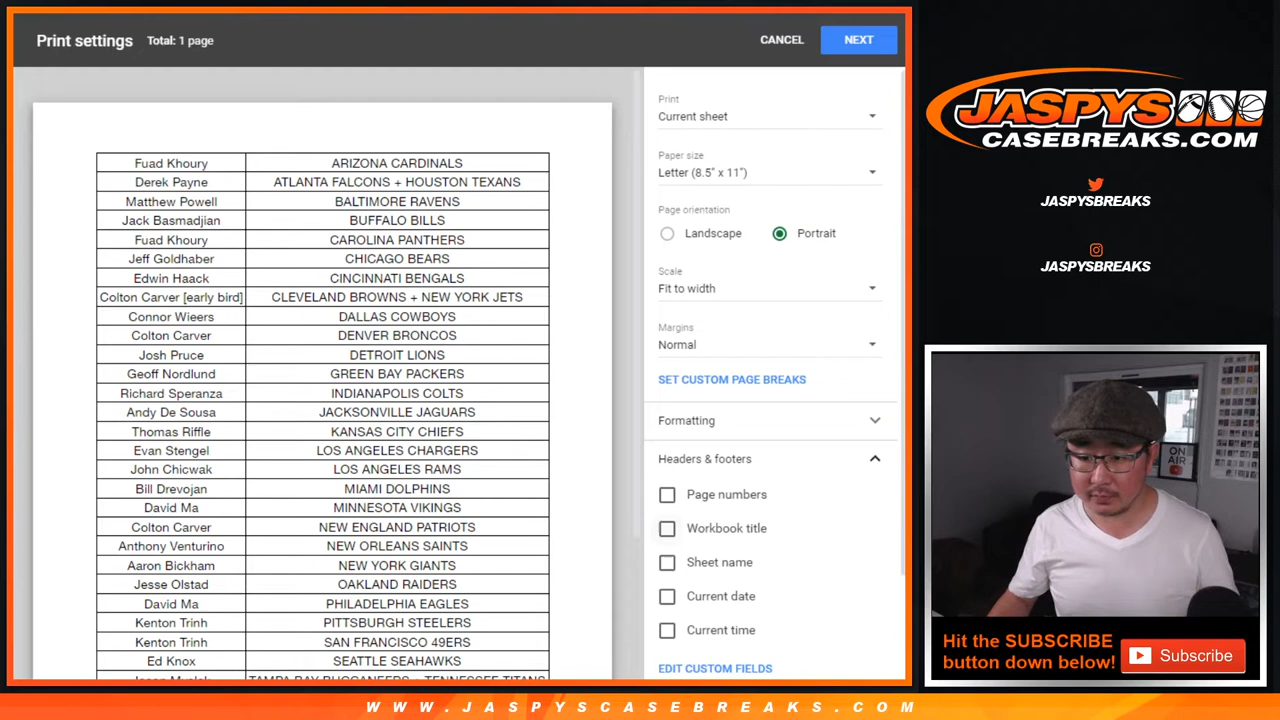 Print settings
Total: 1 page
CANCEL
NEXT
Fuad Khoury ARIZONA CARDINALS
Derek Payne ATLANTA FALCONS + HOUSTON TEXANS
Matthew Powell BALTIMORE RAVENS
Jack Basmadjian BUFFALO BILLS
Fuad Khoury CAROLINA PANTHERS
Jeff Goldhaber CHICAGO BEARS
Edwin Haack CINCINNATI BENGALS
Colton Carver [early bird] CLEVELAND BROWNS + NEW YORK JETS
Connor Wieers DALLAS COWBOYS
Colton Carver DENVER BRONCOS
Josh Pruce DETROIT LIONS
Geoff Nordlund GREEN BAY PACKERS
Richard Speranza INDIANAPOLIS COLTS
Andy De Sousa JACKSONVILLE JAGUARS
Thomas Riffle KANSAS CITY CHIEFS
Evan Stengel LOS ANGELES CHARGERS
John Chicwak LOS ANGELES RAMS
Bill Drevojan MIAMI DOLPHINS
David Ma MINNESOTA VIKINGS
Colton Carver NEW ENGLAND PATRIOTS
Anthony Venturino NEW ORLEANS SAINTS
Aaron Bickham NEW YORK GIANTS
Jesse Olstad OAKLAND RAIDERS
David Ma PHILADELPHIA EAGLES
Kenton Trinh PITTSBURGH STEELERS
Kenton Trinh SAN FRANCISCO 49ERS
Ed Knox SEATTLE SEAHAWKS
TAMPA BAY BUCCANEERS + TENNESSEE TITANS
Print
Current sheet
Paper size
Letter (8.5" x 11")
Page orientation
Landscape
Portrait
Scale
Fit to width
Margins
Normal
SET CUSTOM PAGE BREAKS
Formatting
Headers & footers
Page numbers
Workbook title
Sheet name
Current date
Current time
EDIT CUSTOM FIELDS
JASPYS
CASEBREAKS.COM
JASPYSBREAKS
JASPYSBREAKS
ON AIR
Hit the SUBSCRIBE
button down below!
Subscribe
WWW.JASPYSCASEBREAKS.COM